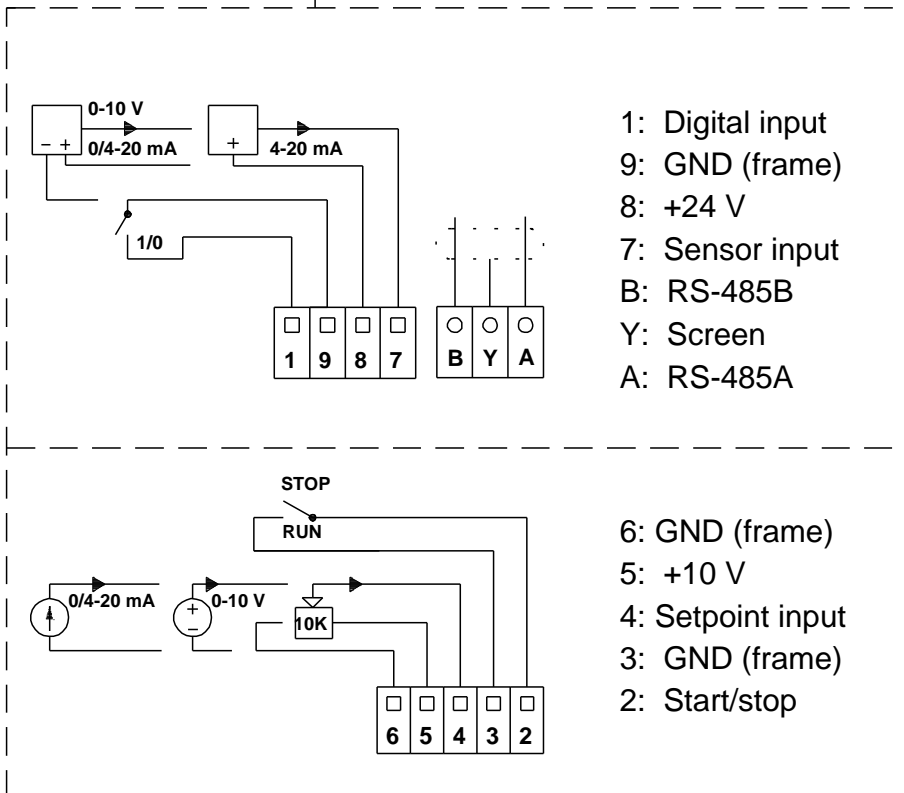 0-10 V
- +
0/4-20 mA
+
4-20 mA
1/0
1 9 8 7
B Y A
1: Digital input
9: GND (frame)
8: +24 V
7: Sensor input
B: RS-485B
Y: Screen
A: RS-485A
STOP
RUN
0/4-20 mA
+
-
0-10 V
10K
6 5 4 3 2
6: GND (frame)
5: +10 V
4: Setpoint input
3: GND (frame)
2: Start/stop